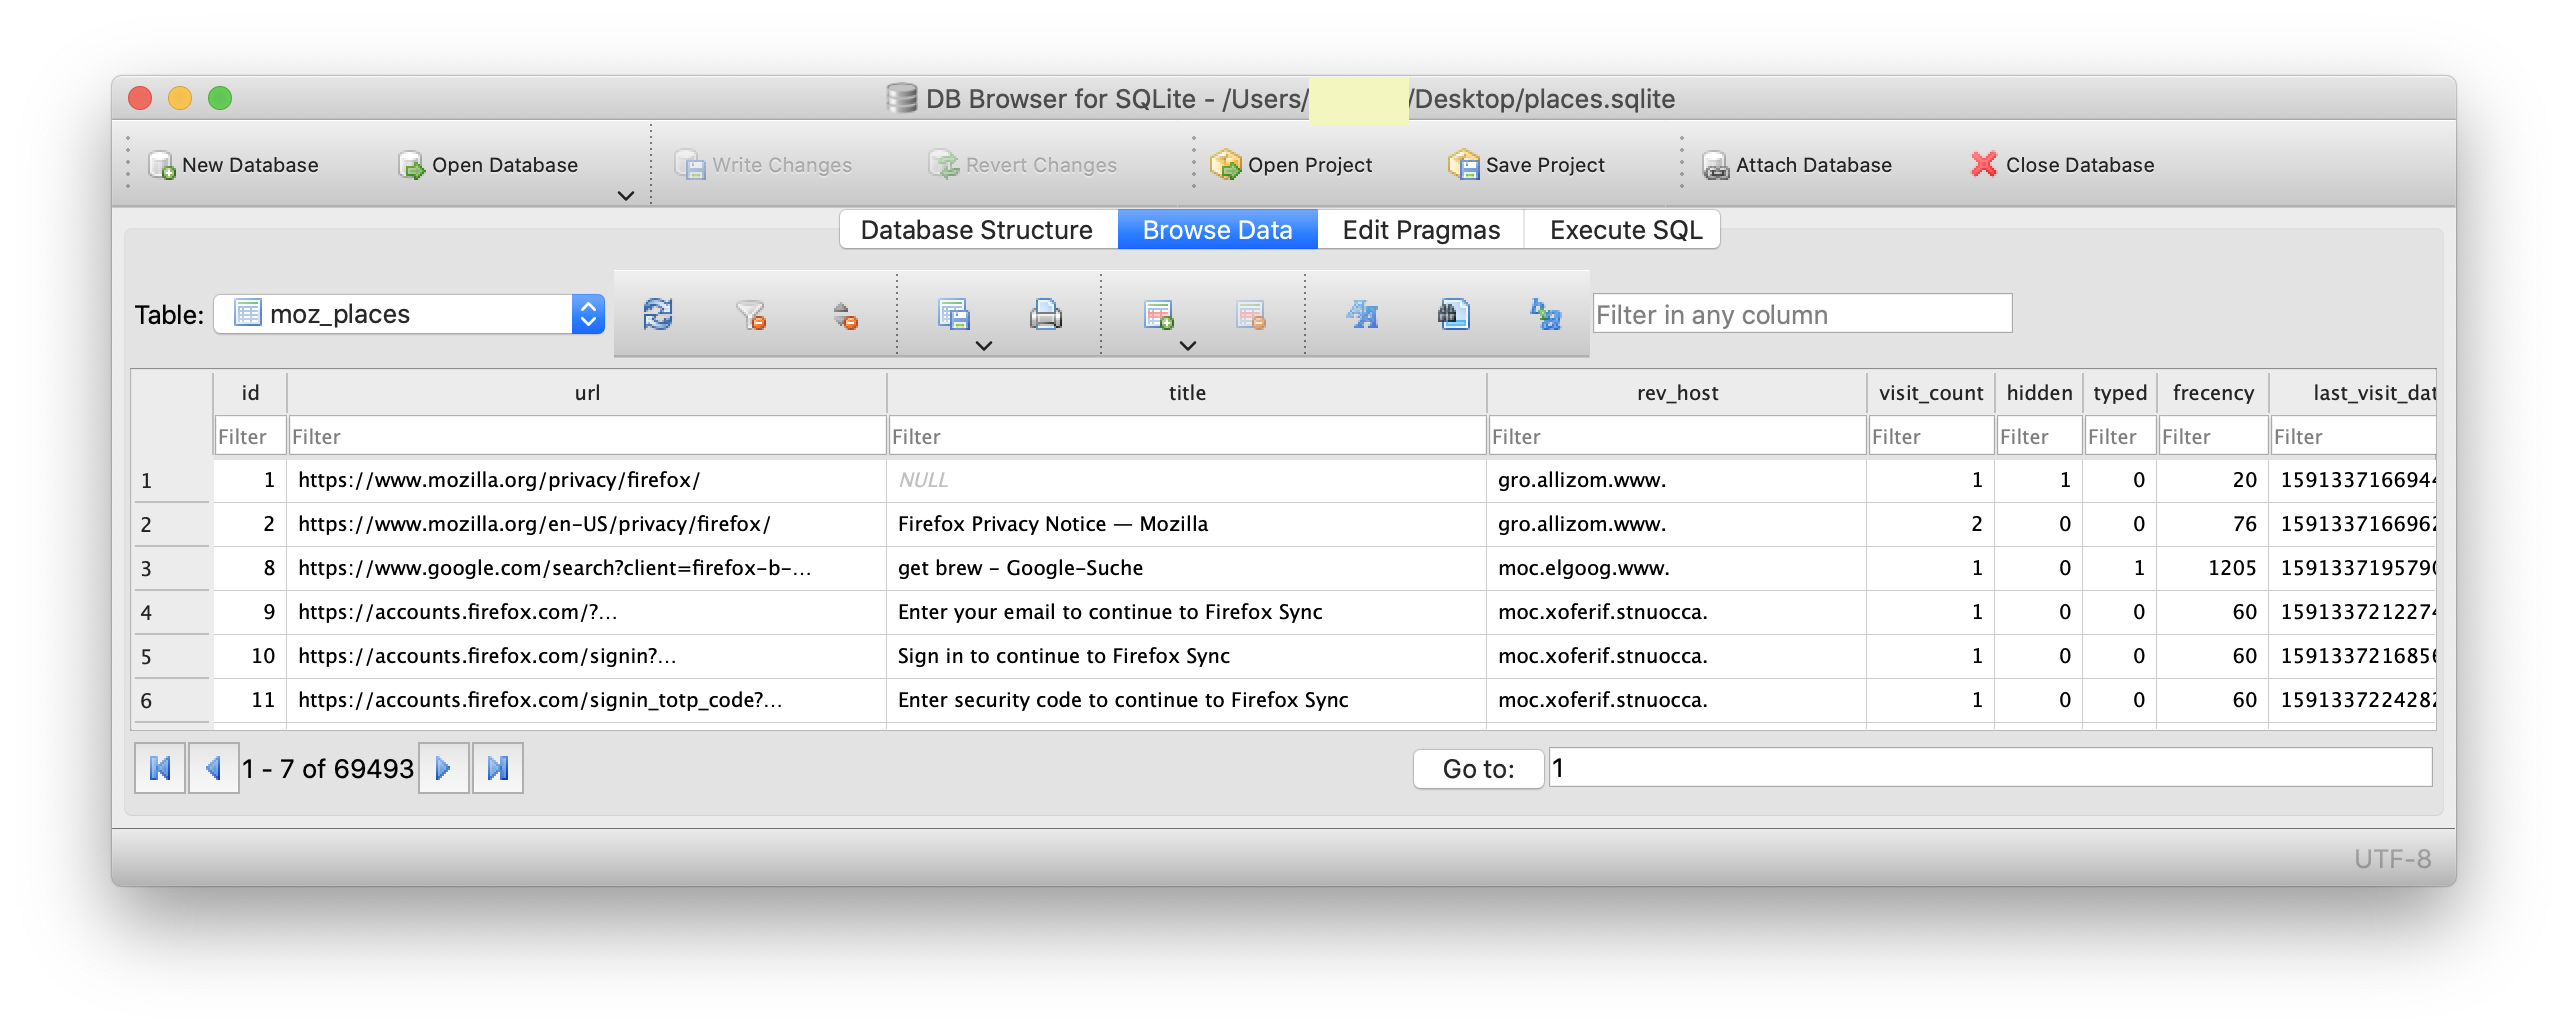 DB Browser for SQLite - /Users/ /Desktop/places.sqlite
New Database Open Database Write Changes Revert Changes Open Project Save Project Attach Database Close Database
Database Structure Browse Data Edit Pragmas Execute SQL
Table: moz_places Filter in any column
id url title rev_host visit_count hidden typed frecency last_visit_dat
Filter Filter Filter Filter Filter Filter Filter Filter Filter
1 1 https://www.mozilla.org/privacy/firefox/ NULL gro.allizom.www. 1 1 0 20 159133716694
2 2 https://www.mozilla.org/en-US/privacy/firefox/ Firefox Privacy Notice — Mozilla gro.allizom.www. 2 0 0 76 159133716696
3 8 https://www.google.com/search?client=firefox-b-... get brew - Google-Suche moc.elgoog.www. 1 0 1 1205 159133719579
4 9 https://accounts.firefox.com/?... Enter your email to continue to Firefox Sync moc.xoferif.stnuocca. 1 0 0 60 159133721227
5 10 https://accounts.firefox.com/signin?... Sign in to continue to Firefox Sync moc.xoferif.stnuocca. 1 0 0 60 159133721685
6 11 https://accounts.firefox.com/signin_totp_code?... Enter security code to continue to Firefox Sync moc.xoferif.stnuocca. 1 0 0 60 159133722428
1 - 7 of 69493 Go to: 1
UTF-8